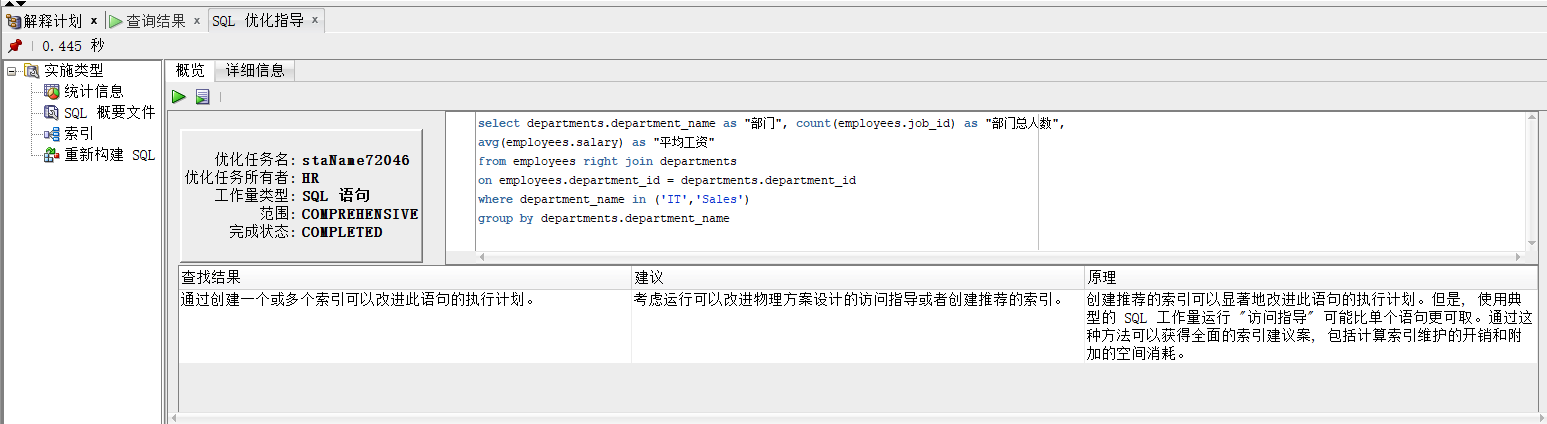 解释计划 x 查询结果 x SQL 优化指导 x
0.445 秒
实施类型
统计信息
SQL 概要文件
索引
重新构建 SQL
概览 详细信息
优化任务名: staName72046
优化任务所有者: HR
工作量类型: SQL 语句
范围: COMPREHENSIVE
完成状态: COMPLETED
select departments.department_name as "部门", count(employees.job_id) as "部门总人数",
avg(employees.salary) as "平均工资"
from employees right join departments
on employees.department_id = departments.department_id
where department_name in ('IT','Sales')
group by departments.department_name
查找结果 建议 原理
通过创建一个或多个索引可以改进此语句的执行计划。
考虑运行可以改进物理方案设计的访问指导或者创建推荐的索引。
创建推荐的索引可以显著地改进此语句的执行计划。但是, 使用典
型的 SQL 工作量运行 "访问指导" 可能比单个语句更可取。通过这
种方法可以获得全面的索引建议案, 包括计算索引维护的开销和附
加的空间消耗。